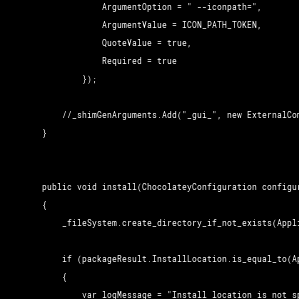 ArgumentOption = " --iconpath=",
ArgumentValue = ICON_PATH_TOKEN,
QuoteValue = true,
Required = true
});
//_shimGenArguments.Add("_gui_", new ExternalCom
}
public void install(ChocolateyConfiguration configu
{
_fileSystem.create_directory_if_not_exists(Appli
if (packageResult.InstallLocation.is_equal_to(Ap
{
var logMessage = "Install location is not sp